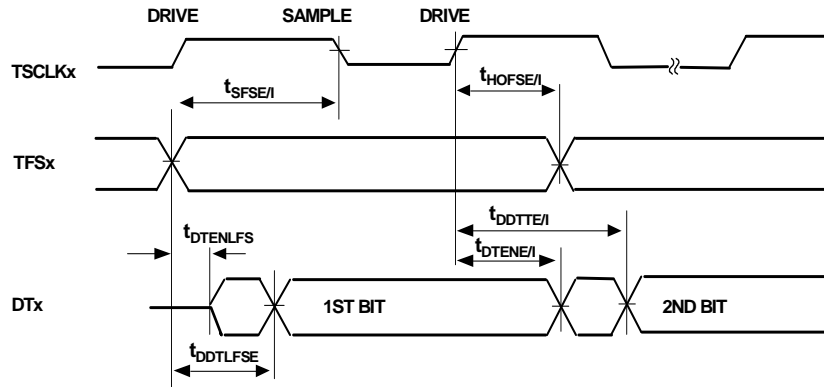 DRIVE SAMPLE DRIVE
TSCLKx
tSFSE/I tHOFSE/I
TFSx
tDDTTE/I
tDTENLFS
tDTENE/I
DTx 1ST BIT 2ND BIT
tDDTLFSE